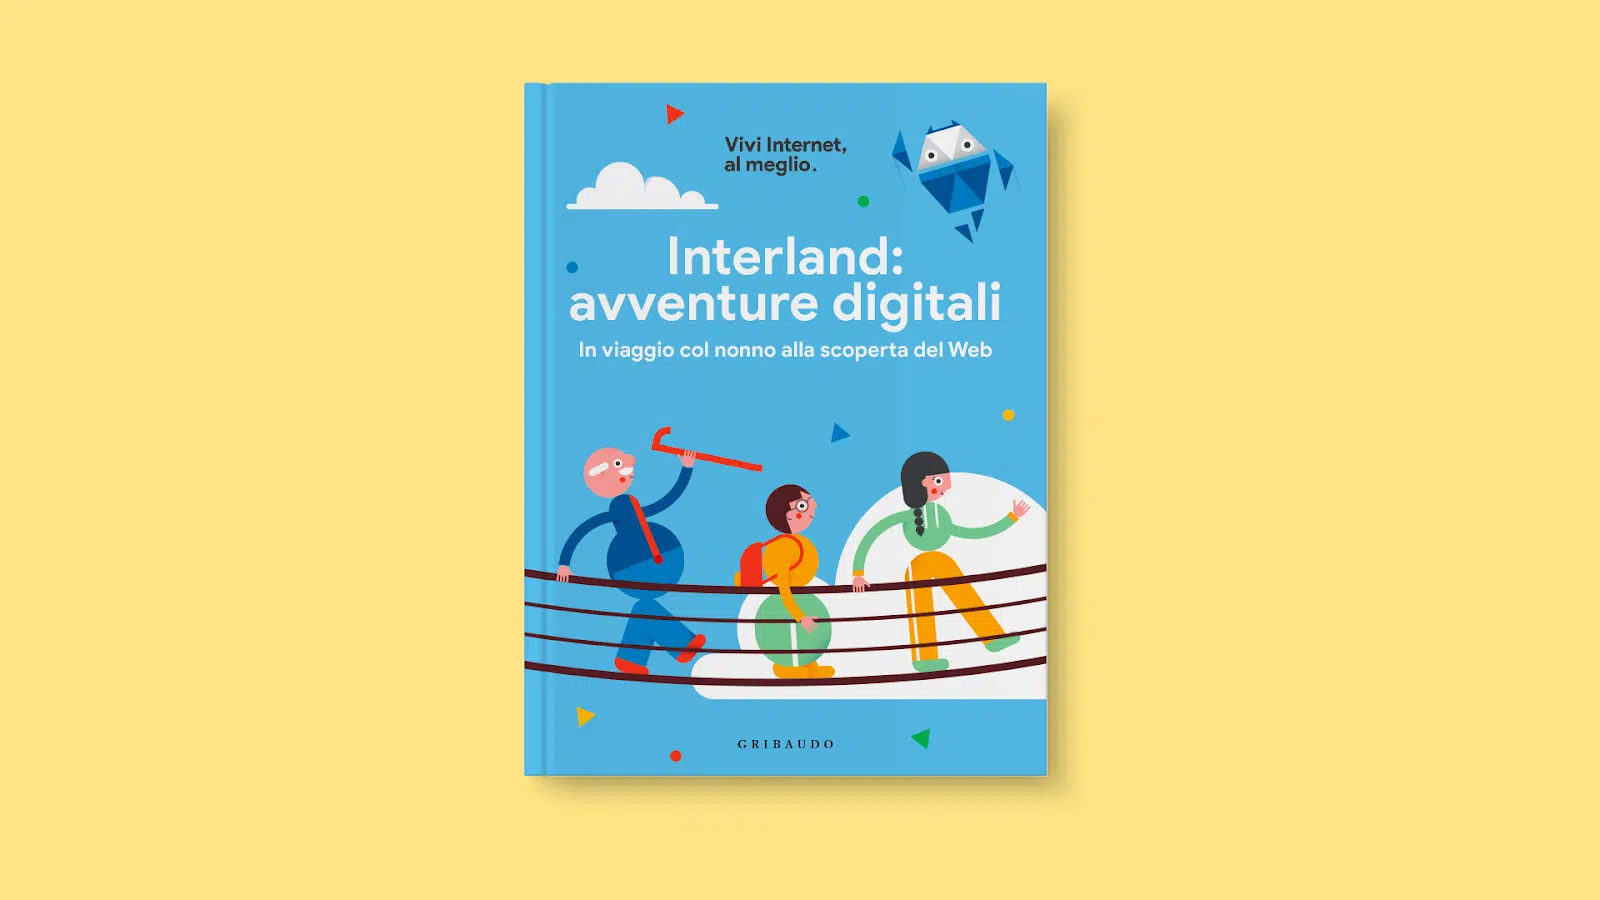 Vivi Internet,
al meglio.
Interland:
avventure digitali
In viaggio col nonno alla scoperta del Web
GRIBAUDO